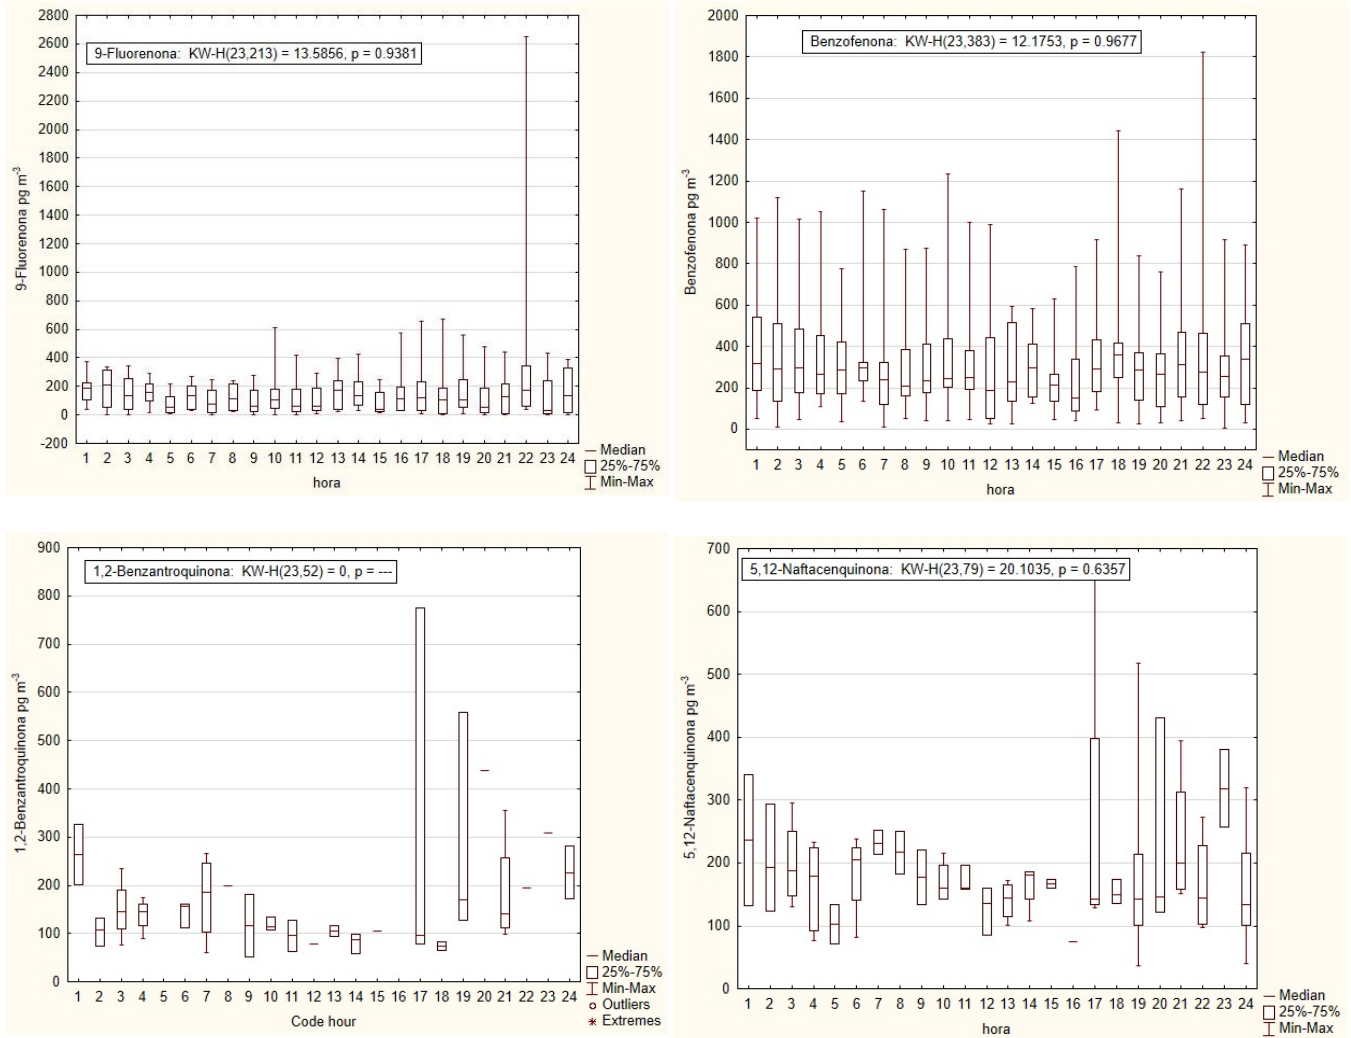 9-Fluorenona: KW-H(23,213) = 13.5856, p = 0.9381
9-Fluorenona pg m-3
2800
2600
2400
2200
2000
1800
1600
1400
1200
1000
800
600
400
200
0
-200
1 2 3 4 5 6 7 8 9 10 11 12 13 14 15 16 17 18 19 20 21 22 23 24
hora
Median
25%-75%
Min-Max
Benzofenona: KW-H(23,383) = 12.1753, p = 0.9677
Benzofenona pg m-3
2000
1800
1600
1400
1200
1000
800
600
400
200
0
1 2 3 4 5 6 7 8 9 10 11 12 13 14 15 16 17 18 19 20 21 22 23 24
hora
Median
25%-75%
Min-Max
1,2-Benzantroquinona: KW-H(23,52) = 0, p = ---
1,2-Benzantroquinona pg m-3
900
800
700
600
500
400
300
200
100
0
1 2 3 4 5 6 7 8 9 10 11 12 13 14 15 16 17 18 19 20 21 22 23 24
Code hour
Median
25%-75%
Min-Max
Outliers
Extremes
5,12-Naftacenquinona: KW-H(23,79) = 20.1035, p = 0.6357
5,12-Naftacenquinona pg m-3
700
600
500
400
300
200
100
0
1 2 3 4 5 6 7 8 9 10 11 12 13 14 15 16 17 18 19 20 21 22 23 24
hora
Median
25%-75%
Min-Max